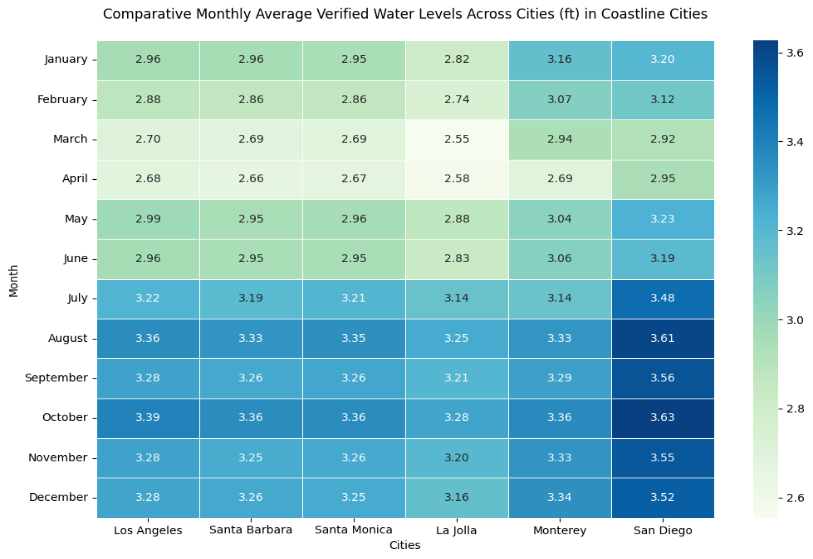 Comparative Monthly Average Verified Water Levels Across Cities (ft) in Coastline Cities
January 2.96 2.96 2.95 2.82 3.16 3.20
February 2.88 2.86 2.86 2.74 3.07 3.12
March 2.70 2.69 2.69 2.55 2.94 2.92
April 2.68 2.66 2.67 2.58 2.69 2.95
May 2.99 2.95 2.96 2.88 3.04 3.23
June 2.96 2.95 2.95 2.83 3.06 3.19
July 3.22 3.19 3.21 3.14 3.14 3.48
August 3.36 3.33 3.35 3.25 3.33 3.61
September 3.28 3.26 3.26 3.21 3.29 3.56
October 3.39 3.36 3.36 3.28 3.36 3.63
November 3.28 3.25 3.26 3.20 3.33 3.55
December 3.28 3.26 3.25 3.16 3.34 3.52
Los Angeles Santa Barbara Santa Monica La Jolla Monterey San Diego
Cities
Month
3.6
3.4
3.2
3.0
2.8
2.6